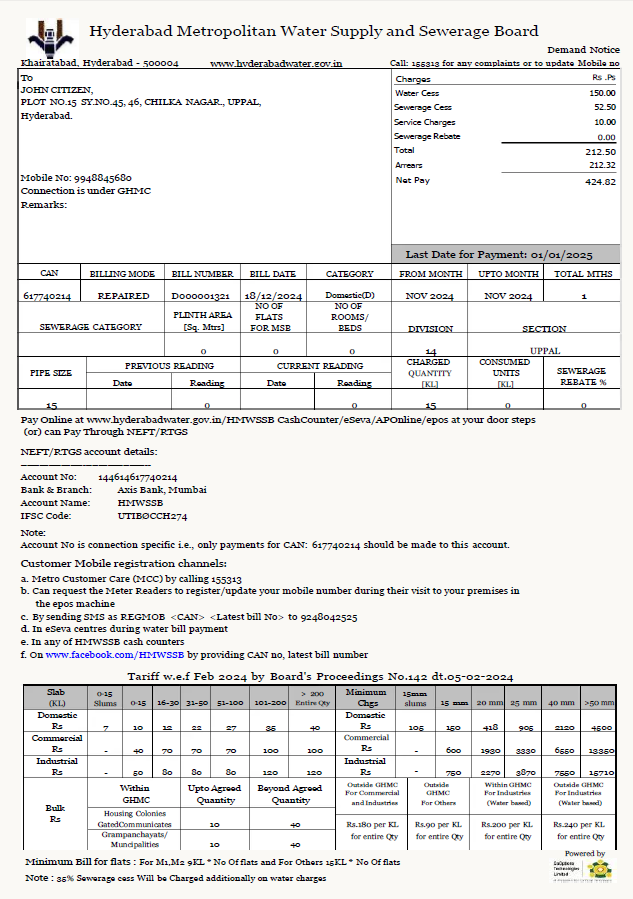 Hyderabad Metropolitan Water Supply and Sewerage Board
Demand Notice
Khairatabad, Hyderabad - 500004 www.hyderabadwater.gov.in Call: 155313 for any complaints or to update Mobile no
To
JOHN CITIZEN,
PLOT NO.15 SY.NO.45, 46, CHILKA NAGAR., UPPAL,
Hyderabad.
Mobile No: 9948845680
Connection is under GHMC
Remarks:
Charges Rs .Ps
Water Cess 150.00
Sewerage Cess 52.50
Service Charges 10.00
Sewerage Rebate 0.00
Total 212.50
Arrears 212.32
Net Pay 424.82
Last Date for Payment: 01/01/2025
CAN BILLING MODE BILL NUMBER BILL DATE CATEGORY FROM MONTH UPTO MONTH TOTAL MTHS
617740214 REPAIRED D000001321 18/12/2024 Domestic(D) NOV 2024 NOV 2024 1
SEWERAGE CATEGORY PLINTH AREA [Sq. Mtrs] NO OF FLATS FOR MSB NO OF ROOMS/ BEDS DIVISION SECTION
0 0 0 14 UPPAL
PIPE SIZE PREVIOUS READING CURRENT READING CHARGED QUANTITY [KL] CONSUMED UNITS [KL] SEWERAGE REBATE %
Date Reading Date Reading
15 0 0 15 0 0
Pay Online at www.hyderabadwater.gov.in/HMWSSB CashCounter/eSeva/APOnline/epos at your door steps
(or) can Pay Through NEFT/RTGS
NEFT/RTGS account details:
----------------------
Account No: 144614617740214
Bank & Branch: Axis Bank, Mumbai
Account Name: HMWSSB
IFSC Code: UTIBØCCH274
Note:
Account No is connection specific i.e., only payments for CAN: 617740214 should be made to this account.
Customer Mobile registration channels:
a. Metro Customer Care (MCC) by calling 155313
b. Can request the Meter Readers to register/update your mobile number during their visit to your premises in
the epos machine
c. By sending SMS as REGMOB <CAN> <Latest bill No> to 9248042525
d. In eSeva centres during water bill payment
e. In any of HMWSSB cash counters
f. On www.facebook.com/HMWSSB by providing CAN no, latest bill number
Tariff w.e.f Feb 2024 by Board's Proceedings No.142 dt.05-02-2024
Slab (KL) 0-15 Slums 0-15 16-30 31-50 51-100 101-200 > 200 Entire Qty Minimum Chgs 15mm slums 15 mm 20 mm 25 mm 40 mm >50 mm
Domestic Rs 7 10 12 22 27 35 40 Domestic Rs 105 150 418 905 2120 4500
Commercial Rs - 40 70 70 70 100 100 Commercial Rs - 600 1930 3330 6550 13350
Industrial Rs - 50 80 80 80 120 120 Industrial Rs - 750 2270 3870 7550 15710
Bulk Rs Within GHMC Upto Agreed Quantity Beyond Agreed Quantity Outside GHMC For Commercial and Industries Outside GHMC For Others Within GHMC For Industries (Water based) Outside GHMC For Industries (Water based)
Housing Colonies GatedCommunicates 10 40 Rs.180 per KL for entire Qty Rs.90 per KL for entire Qty Rs.200 per KL for entire Qty Rs.240 per KL for entire Qty
Grampanchayats/ Muncipalities 10 40
Minimum Bill for flats : For M1,M2 9KL * No Of flats and For Others 15KL * No Of flats
Powered by
Technologies
Limited
Note : 35% Sewerage cess Will be Charged additionally on water charges